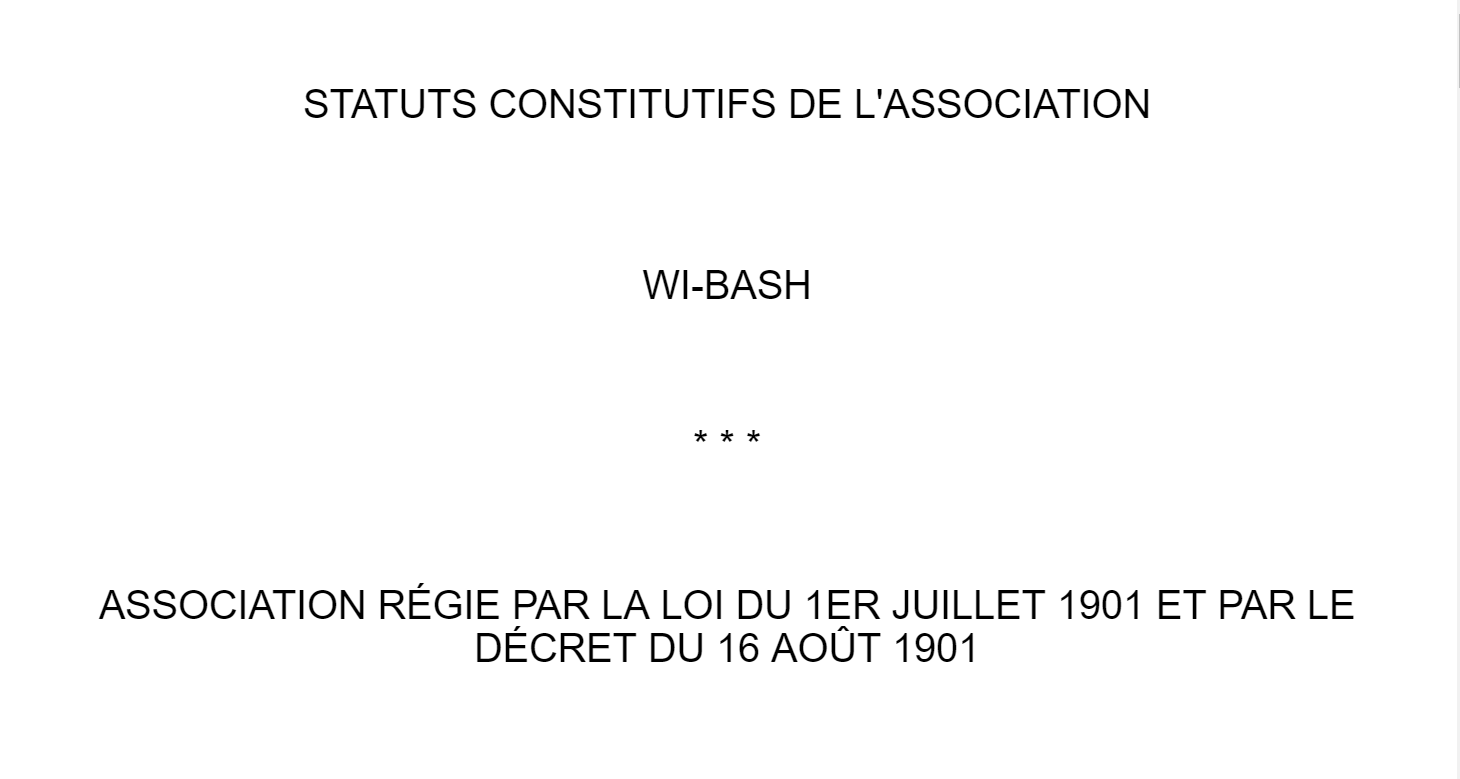 STATUTS CONSTITUTIFS DE L'ASSOCIATION
WI-BASH
* * *
ASSOCIATION RÉGIE PAR LA LOI DU 1ER JUILLET 1901 ET PAR LE
DÉCRET DU 16 AOÛT 1901